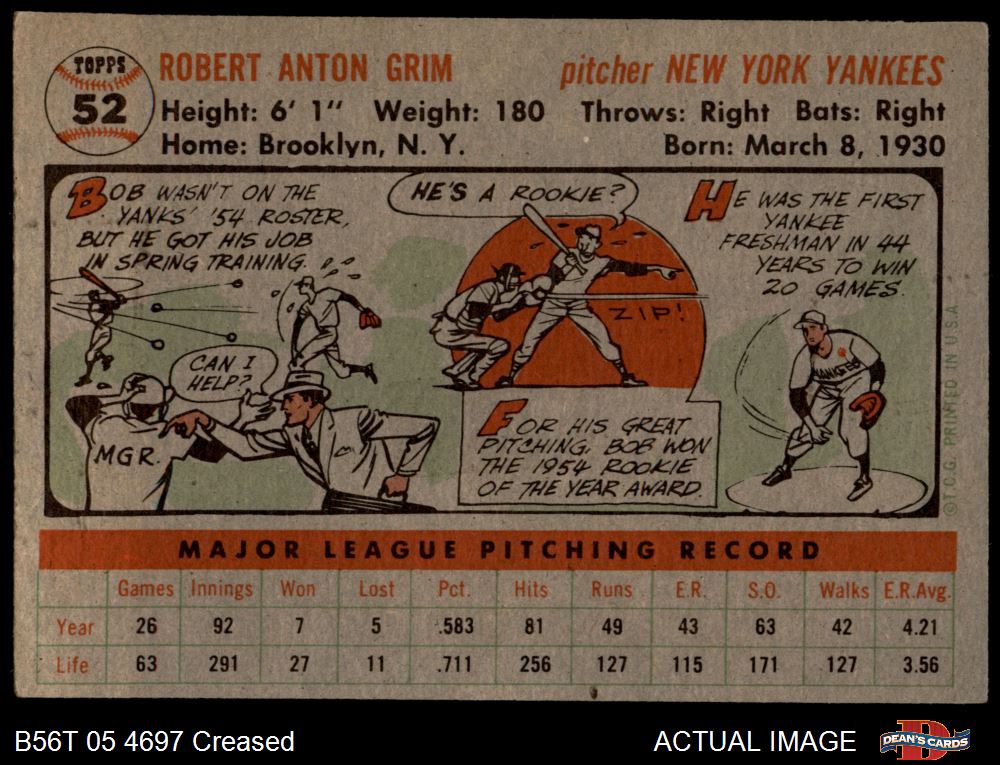 TOPPS
52
ROBERT ANTON GRIM
pitcher NEW YORK YANKEES
Height: 6' 1" Weight: 180 Throws: Right Bats: Right
Home: Brooklyn, N. Y. Born: March 8, 1930
BOB WASN'T ON THE
YANKS' '54 ROSTER,
BUT HE GOT HIS JOB
IN SPRING TRAINING.
CAN I
HELP?
MGR.
HE'S A ROOKIE?
ZIP!
FOR HIS GREAT
PITCHING, BOB WON
THE 1954 ROOKIE
OF THE YEAR AWARD.
HE WAS THE FIRST
YANKEE
FRESHMAN IN 44
YEARS TO WIN
20 GAMES.
YANKEES
©T.C.G. PRINTED IN U.S.A.
MAJOR LEAGUE PITCHING RECORD
Games Innings Won Lost Pct. Hits Runs E.R. S.O. Walks E.R.Avg.
Year 26 92 7 5 .583 81 49 43 63 42 4.21
Life 63 291 27 11 .711 256 127 115 171 127 3.56
B56T 05 4697 Creased ACTUAL IMAGE
DEAN'S CARDS